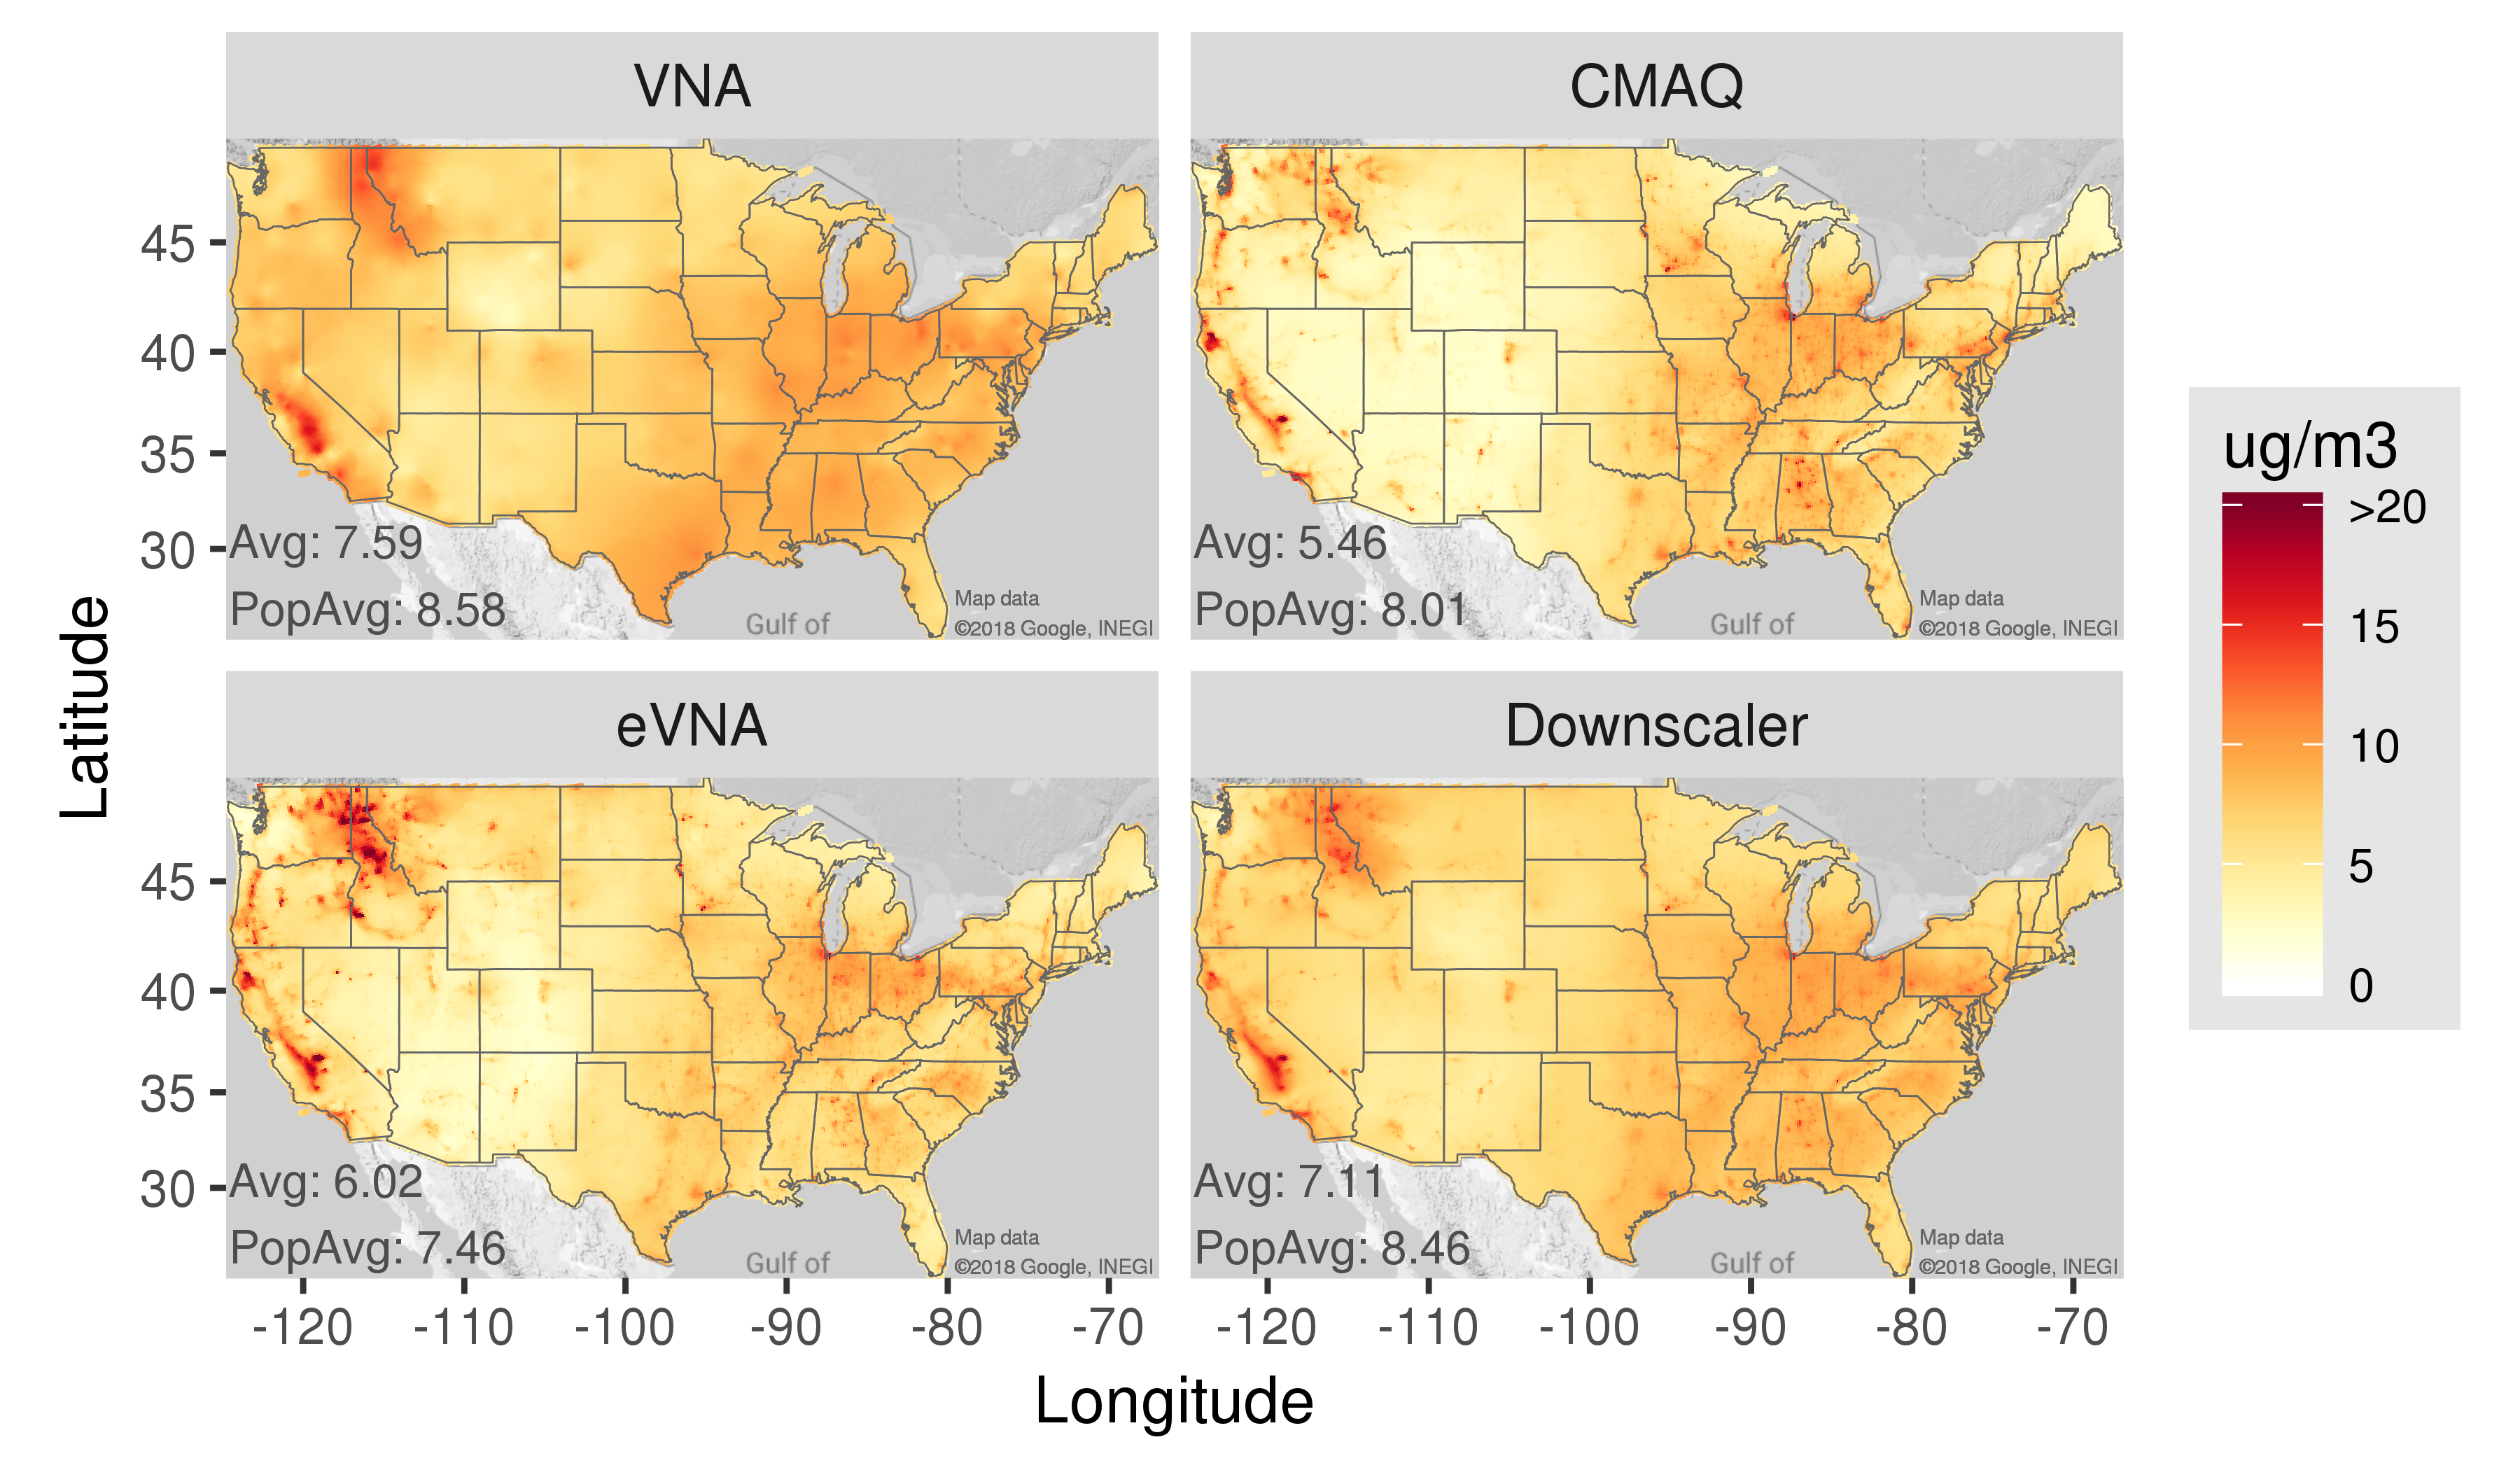 VNA
CMAQ
45
40
35
30
Avg: 7.59
PopAvg: 8.58
Gulf of
Map data
©2018 Google, INEGI
Avg: 5.46
PopAvg: 8.01
Gulf of
Map data
©2018 Google, INEGI
eVNA
Downscaler
45
40
35
30
Avg: 6.02
PopAvg: 7.46
Gulf of
Map data
©2018 Google, INEGI
Avg: 7.11
PopAvg: 8.46
Gulf of
Map data
©2018 Google, INEGI
-120 -110 -100 -90 -80 -70
-120 -110 -100 -90 -80 -70
Longitude
Latitude
ug/m3
>20
15
10
5
0